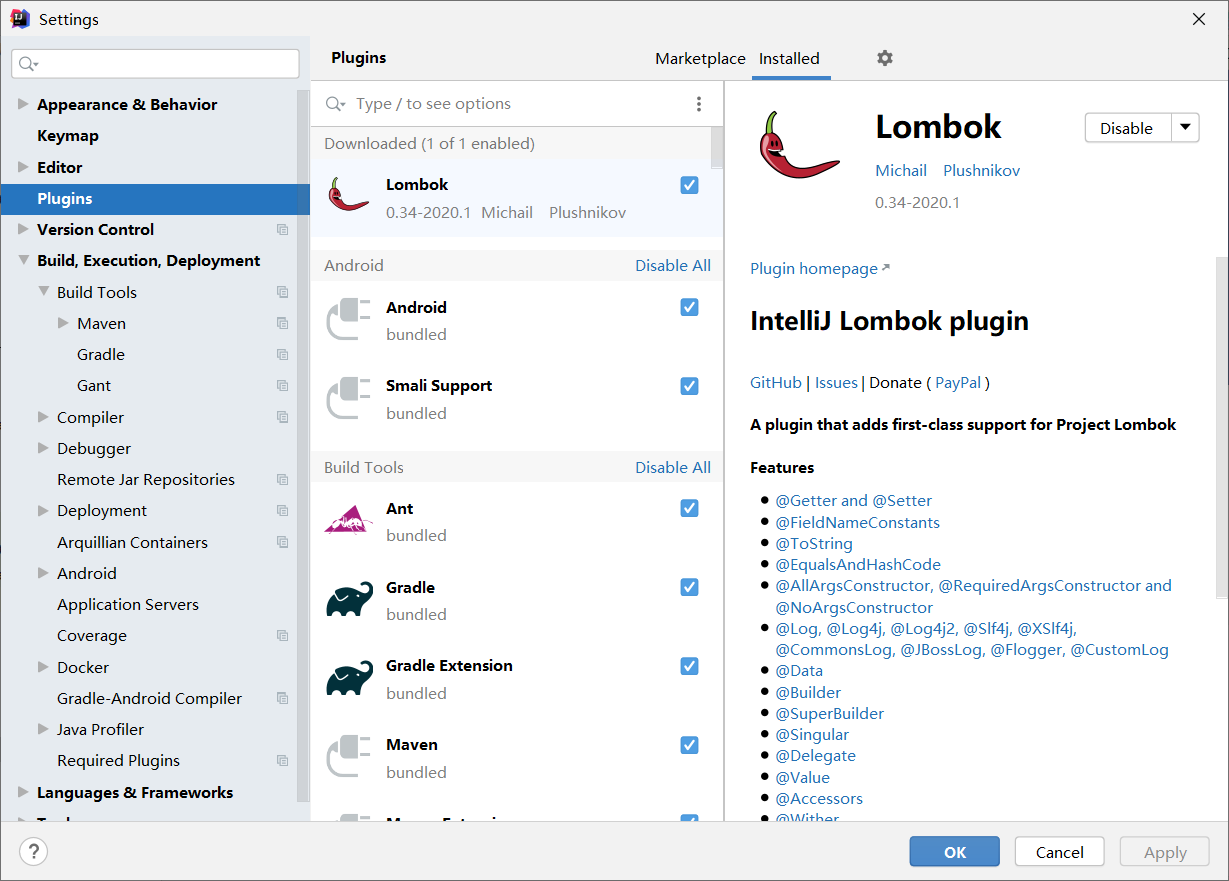 Settings
Appearance & Behavior
Keymap
Editor
Plugins
Version Control
Build, Execution, Deployment
Build Tools
Maven
Gradle
Gant
Compiler
Debugger
Remote Jar Repositories
Deployment
Arquillian Containers
Android
Application Servers
Coverage
Docker
Gradle-Android Compiler
Java Profiler
Required Plugins
Languages & Frameworks
Plugins
Marketplace
Installed
Type / to see options
Downloaded (1 of 1 enabled)
Lombok
0.34-2020.1 Michail Plushnikov
Android Disable All
Android
bundled
Smali Support
bundled
Build Tools Disable All
Ant
bundled
Gradle
bundled
Gradle Extension
bundled
Maven
bundled
Lombok
Disable
Michail Plushnikov
0.34-2020.1
Plugin homepage
IntelliJ Lombok plugin
GitHub | Issues | Donate ( PayPal )
A plugin that adds first-class support for Project Lombok
Features
@Getter and @Setter
@FieldNameConstants
@ToString
@EqualsAndHashCode
@AllArgsConstructor, @RequiredArgsConstructor and
@NoArgsConstructor
@Log, @Log4j, @Log4j2, @Slf4j, @XSlf4j,
@CommonsLog, @JBossLog, @Flogger, @CustomLog
@Data
@Builder
@SuperBuilder
@Singular
@Delegate
@Value
@Accessors
@Wither
?
OK
Cancel
Apply